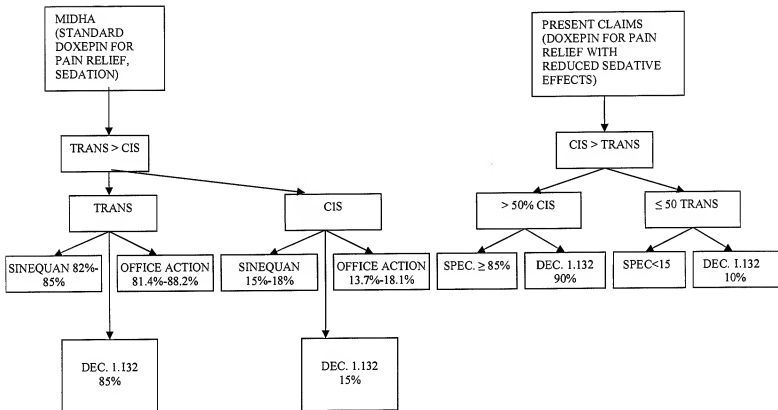 MIDHA
(STANDARD
DOXEPIN FOR
PAIN RELIEF,
SEDATION)
PRESENT CLAIMS
(DOXEPIN FOR PAIN
RELIEF WITH
REDUCED SEDATIVE
EFFECTS)
TRANS > CIS
CIS > TRANS
TRANS
CIS
> 50% CIS
≤ 50 TRANS
SINEQUAN 82%-
85%
OFFICE ACTION
81.4%-88.2%
SINEQUAN
15%-18%
OFFICE ACTION
13.7%-18.1%
SPEC. ≥ 85%
DEC. 1.132
90%
SPEC<15
DEC. 1.132
10%
DEC. 1.132
85%
DEC. 1.132
15%